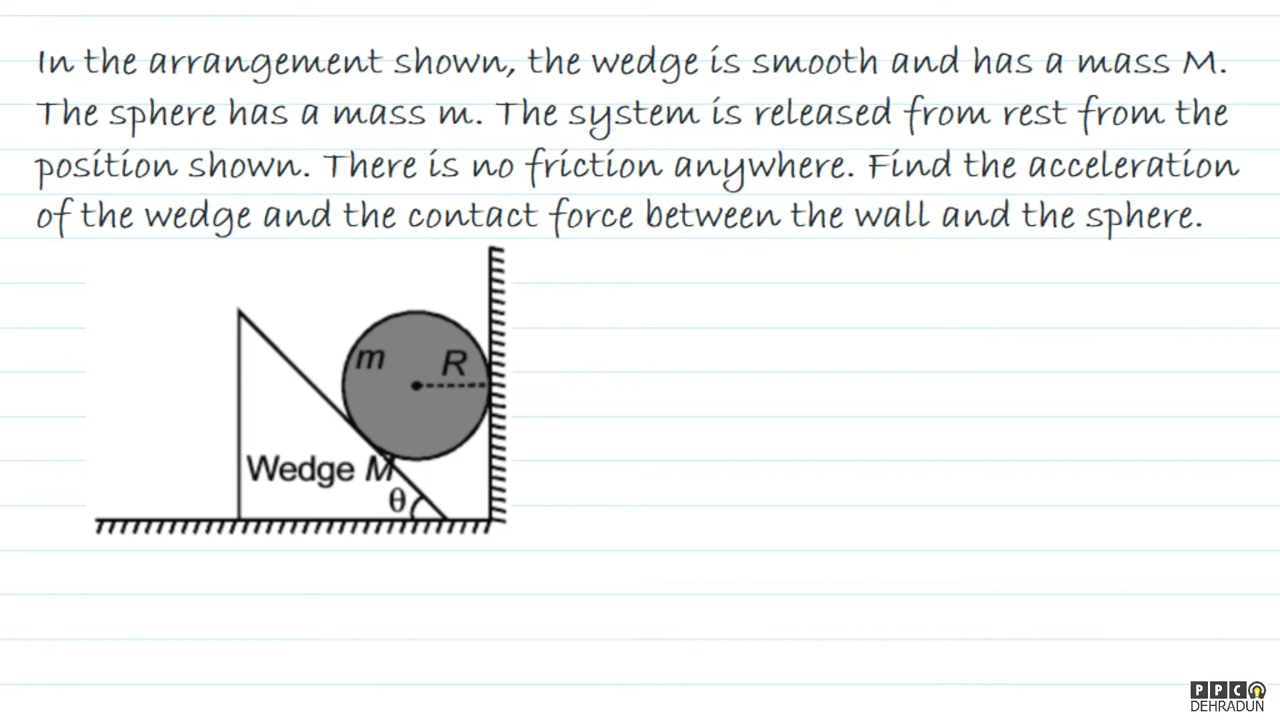 In the arrangement shown, the wedge is smooth and has a mass M.
The sphere has a mass m. The system is released from rest from the
position shown. There is no friction anywhere. Find the acceleration
of the wedge and the contact force between the wall and the sphere.
m R
Wedge M
θ
PPC
DEHRADUN